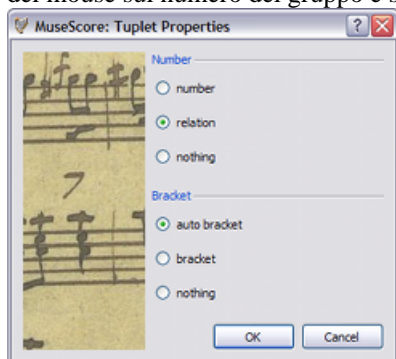 del mouse sul numero del gruppo e s
MuseScore: Tuplet Properties
Number
number
relation
nothing
7
Bracket
auto bracket
bracket
nothing
OK
Cancel